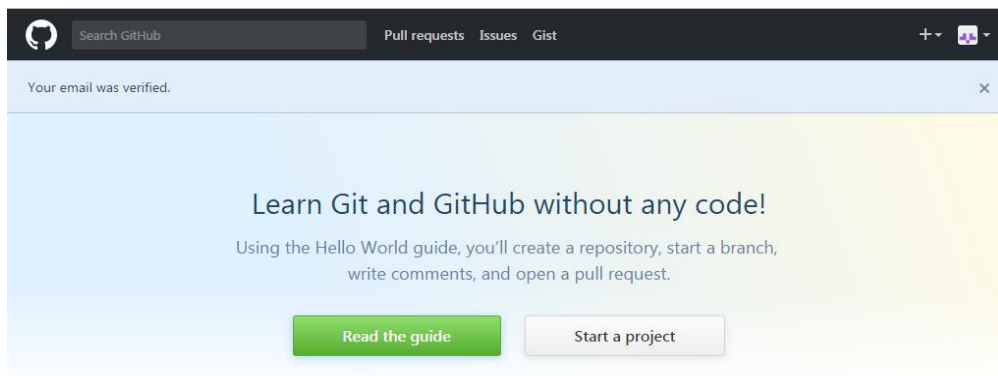 Search GitHub Pull requests Issues Gist
Your email was verified.
Learn Git and GitHub without any code!
Using the Hello World guide, you’ll create a repository, start a branch,
write comments, and open a pull request.
Read the guide Start a project